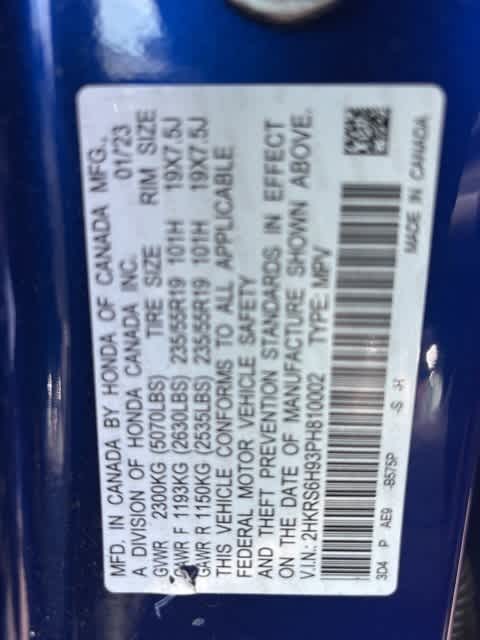 MFD. IN CANADA BY HONDA OF CANADA MFG.,
A DIVISION OF HONDA CANADA INC. 01/23
GVWR 2300KG (5070LBS) TIRE SIZE RIM SIZE
GAWR F 1193KG (2630LBS) 235/55R19 101H 19X7.5J
GAWR R 1150KG (2535LBS) 235/55R19 101H 19X7.5J
THIS VEHICLE CONFORMS TO ALL APPLICABLE
FEDERAL MOTOR VEHICLE SAFETY
AND THEFT PREVENTION STANDARDS IN EFFECT
ON THE DATE OF MANUFACTURE SHOWN ABOVE.
V.I.N.: 2HKRS6H93PH810002 TYPE: MPV
3D4 P AE9 -B575P
MADE IN CANADA